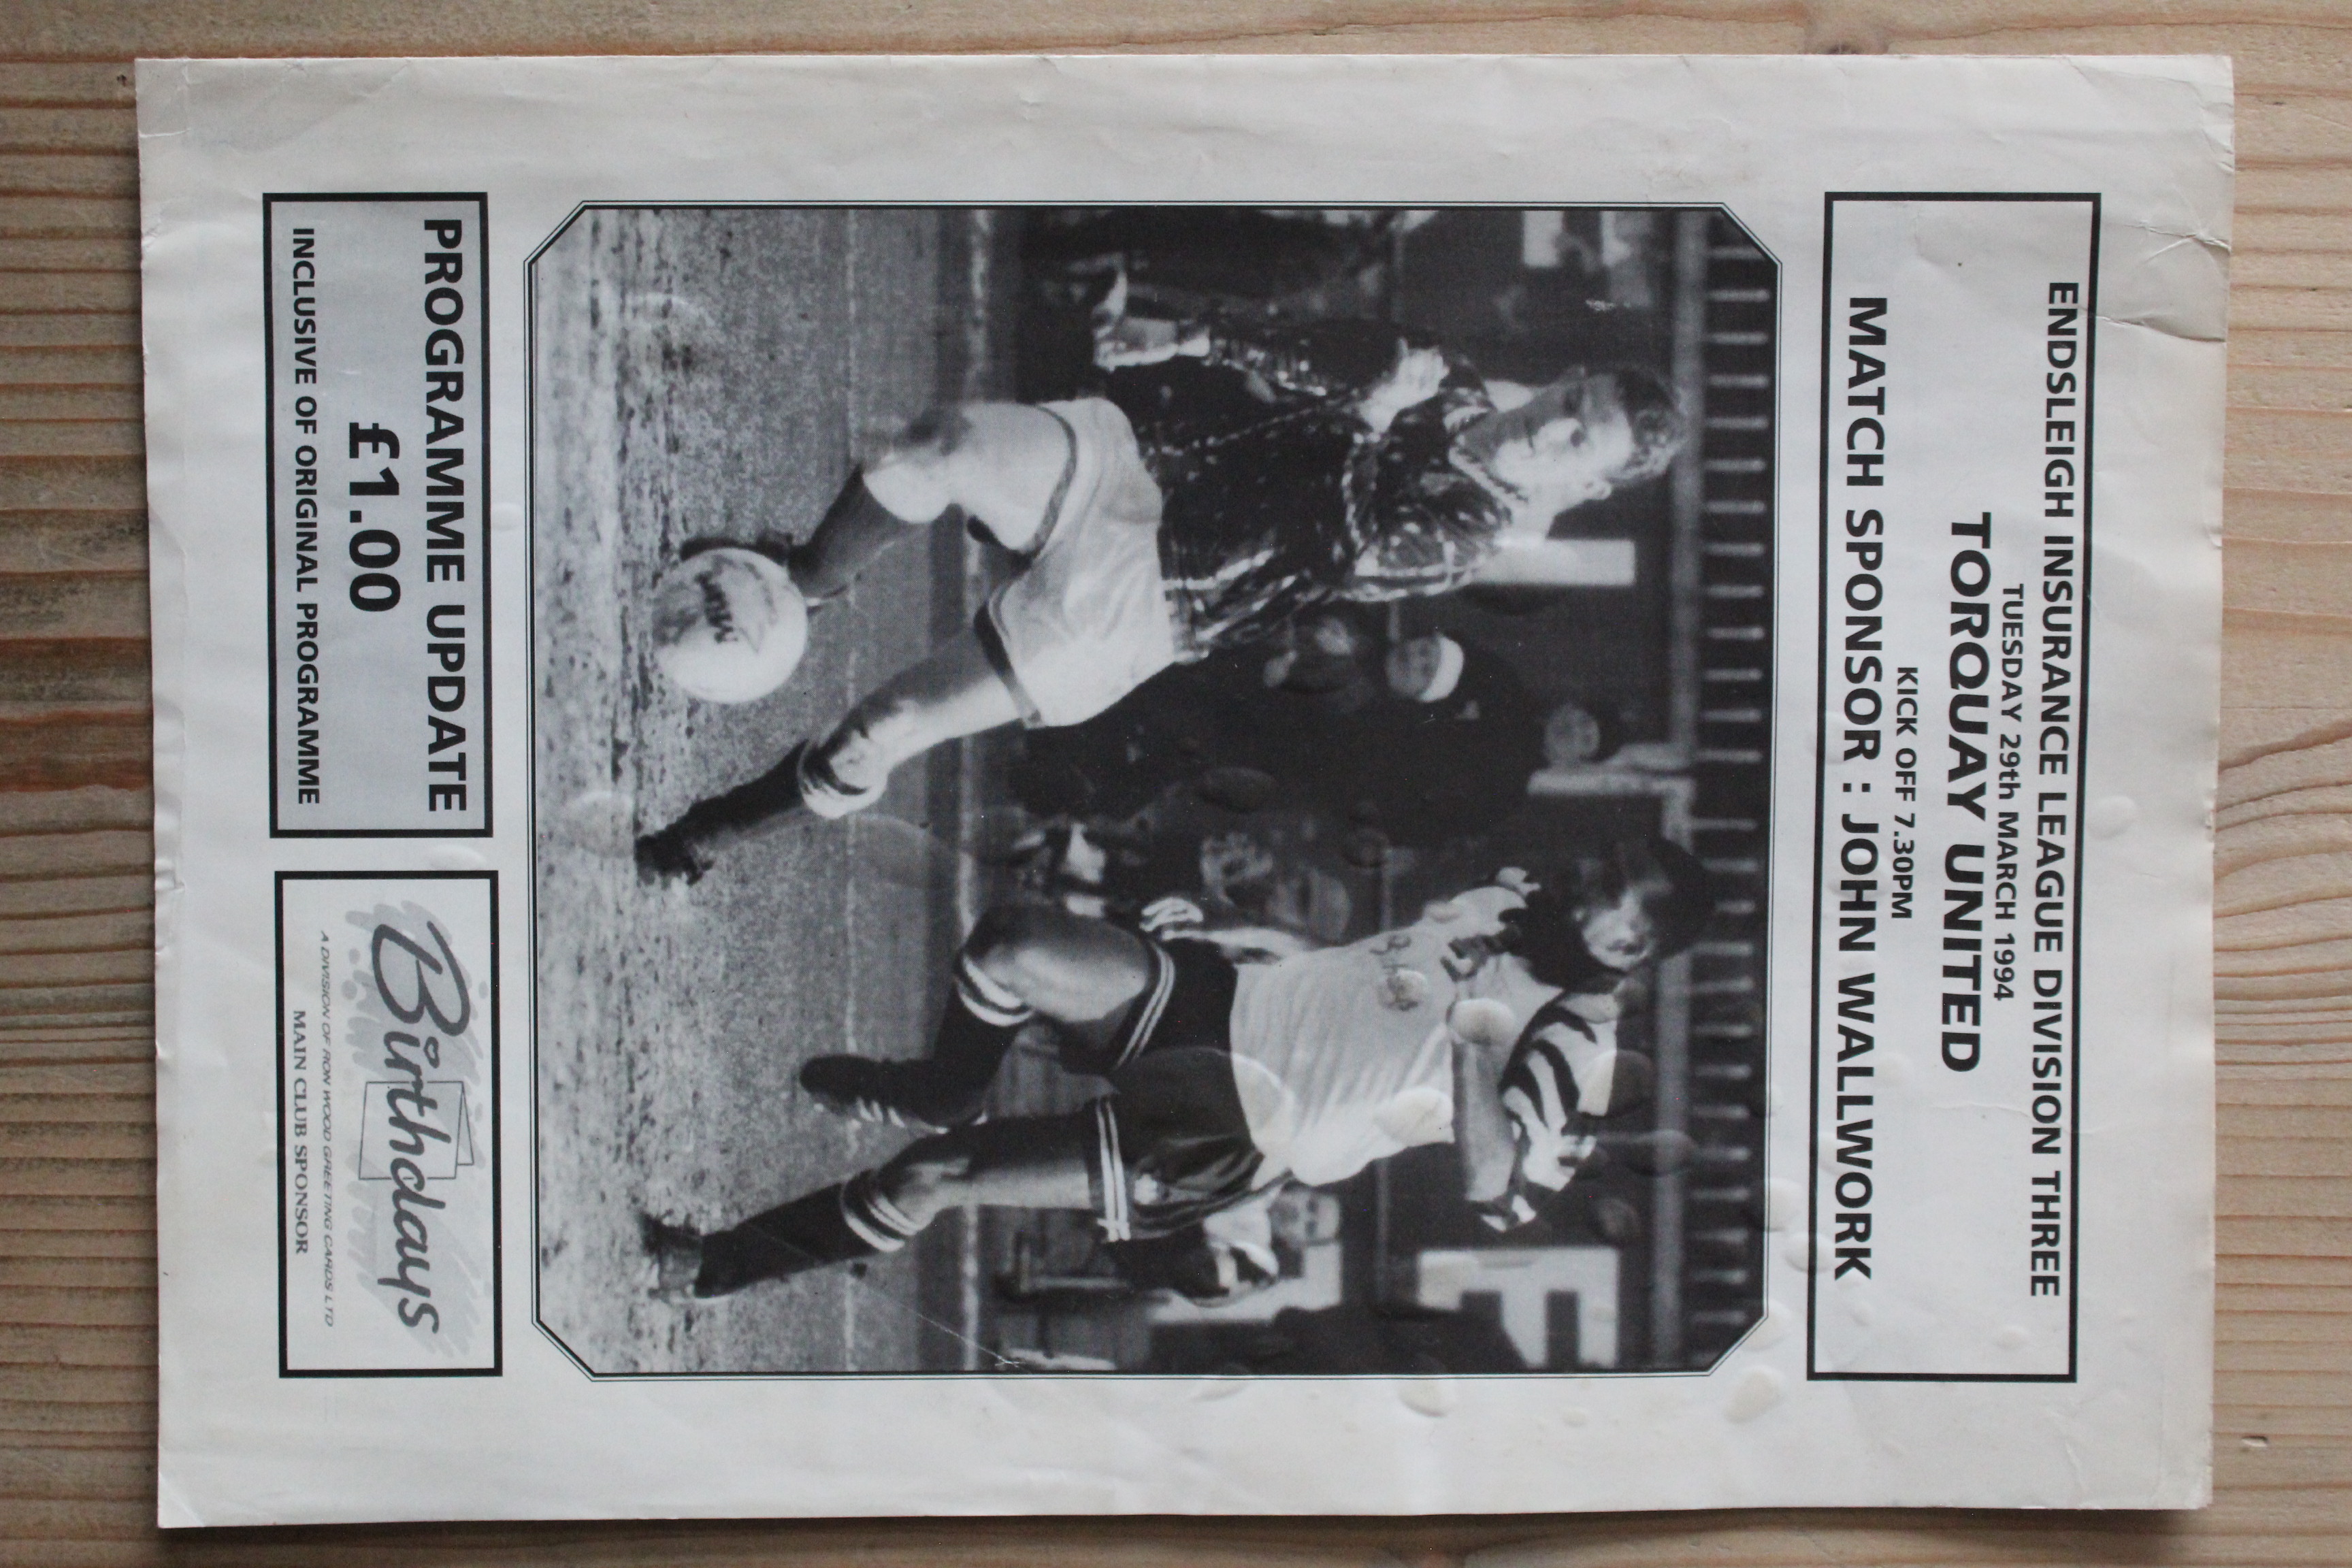 ENDSLEIGH INSURANCE LEAGUE DIVISION THREE
TUESDAY 29th MARCH 1994
TORQUAY UNITED
KICK OFF 7.30PM
MATCH SPONSOR : JOHN WALLWORK
PROGRAMME UPDATE
£1.00
INCLUSIVE OF ORIGINAL PROGRAMME
Birthdays
A DIVISION OF RON WOOD GREETING CARDS LTD
MAIN CLUB SPONSOR